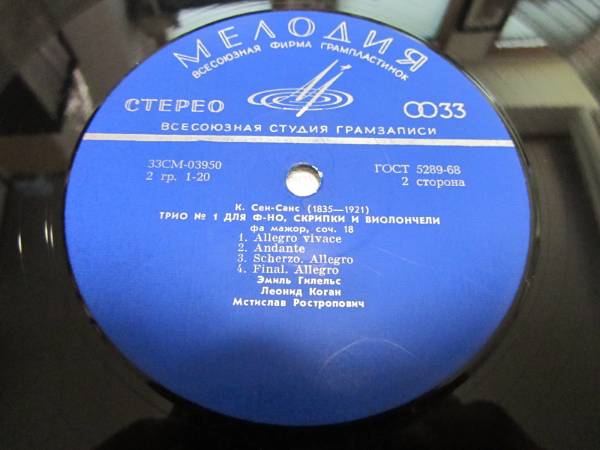 МЕЛОДИЯ
ВСЕСОЮЗНАЯ ФИРМА ГРАМПЛАСТИНОК
СТЕРЕО
33
ВСЕСОЮЗНАЯ СТУДИЯ ГРАМЗАПИСИ
33СМ-03950
ГОСТ 5289-68
2 гр. 1-20
2 сторона
К. Сен-Санс (1835—1921)
ТРИО № 1 ДЛЯ Ф-НО, СКРИПКИ И ВИОЛОНЧЕЛИ
фа мажор, соч. 18
1. Allegro vivace
2. Andante
3. Scherzo. Allegro
4. Final. Allegro
Эмиль Гилельс
Леонид Коган
Мстислав Ростропович